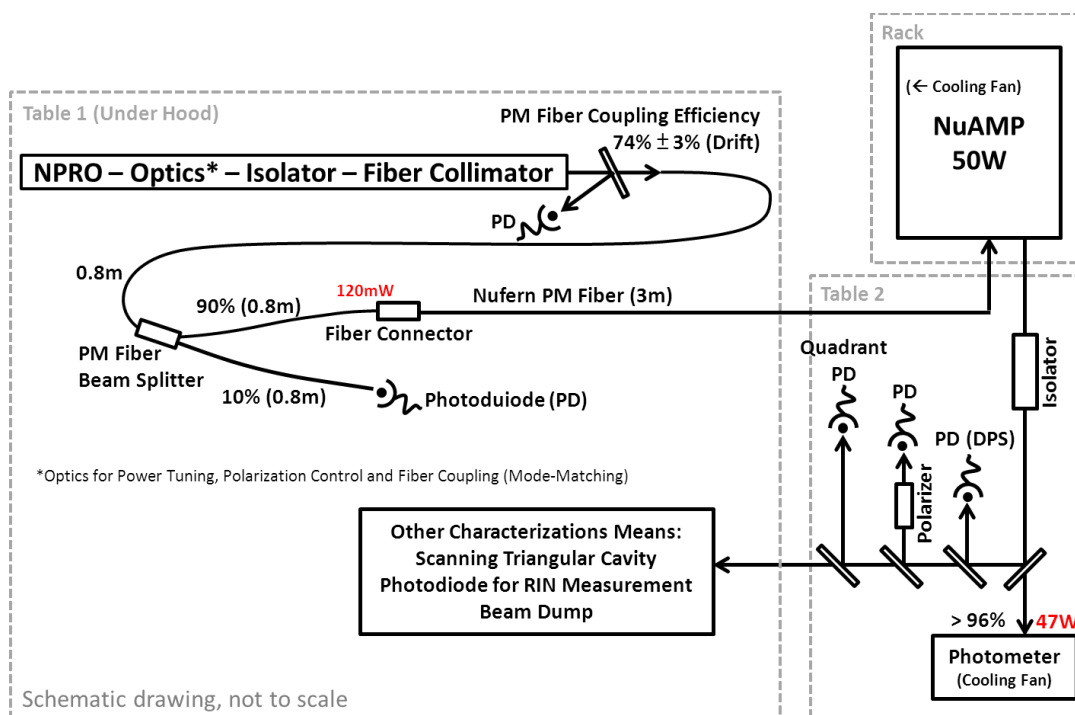 Rack
(← Cooling Fan)
NuAMP
50W
Table 1 (Under Hood)
PM Fiber Coupling Efficiency
74% ± 3% (Drift)
NPRO – Optics* – Isolator – Fiber Collimator
PD
0.8m
90% (0.8m)
120mW
Nufern PM Fiber (3m)
Fiber Connector
PM Fiber
Beam Splitter
10% (0.8m)
Photoduiode (PD)
Table 2
Quadrant
PD
PD
PD (DPS)
Isolator
Polarizer
*Optics for Power Tuning, Polarization Control and Fiber Coupling (Mode-Matching)
Other Characterizations Means:
Scanning Triangular Cavity
Photodiode for RIN Measurement
Beam Dump
> 96%
47W
Photometer
(Cooling Fan)
Schematic drawing, not to scale